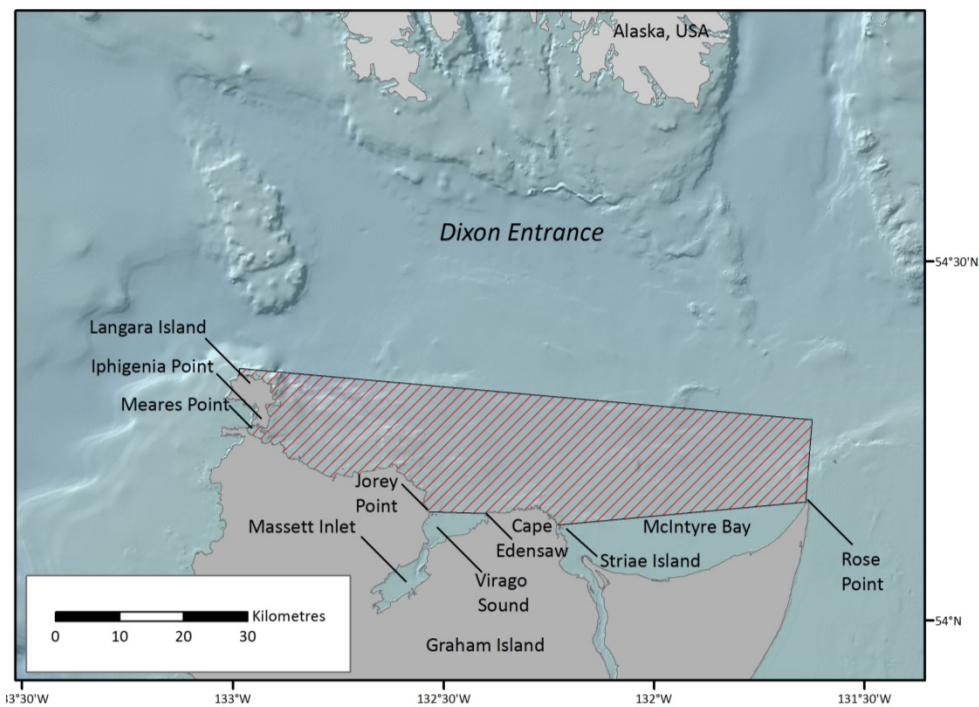 Alaska, USA
Dixon Entrance
54°30'N
Langara Island
Iphigenia Point
Meares Point
Jorey
Point
Massett Inlet
Cape
Edensaw
McIntyre Bay
Striae Island
Virago
Sound
Rose
Point
Graham Island
Kilometres
0 10 20 30
54°N
133°W
132°30'W
132°W
131°30'W